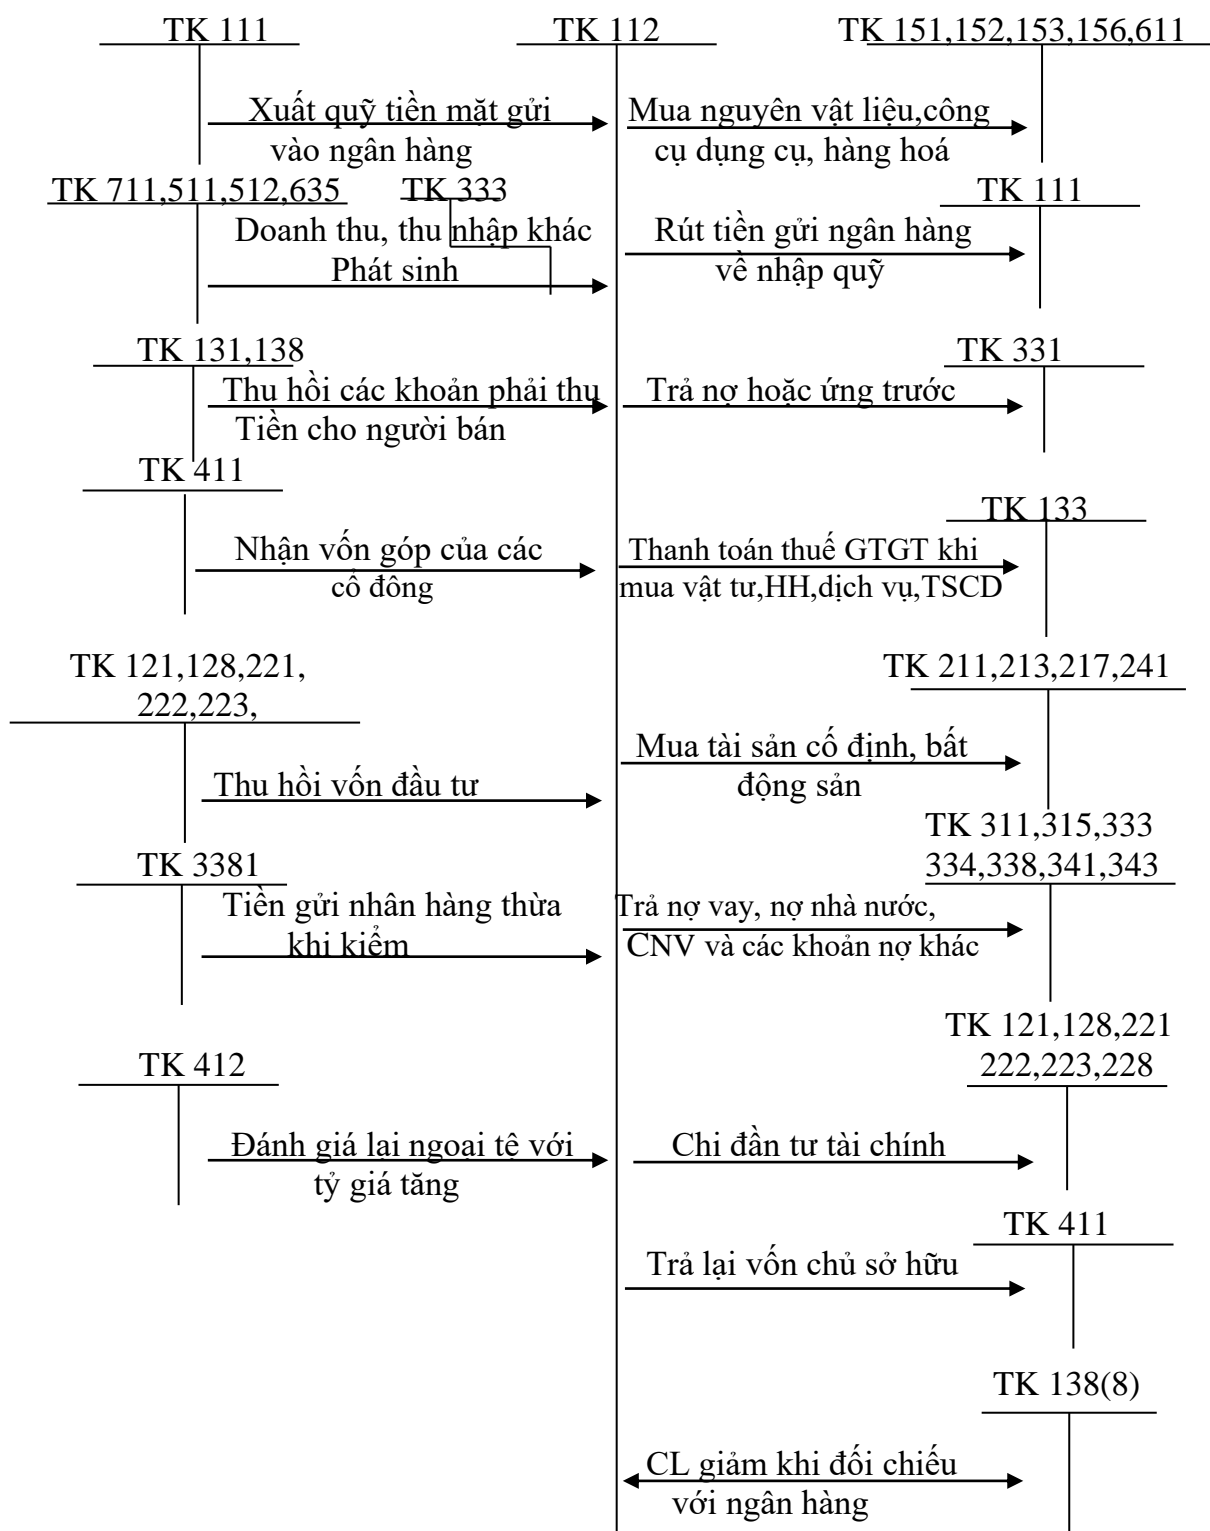 TK 111
TK 112
TK 151,152,153,156,611
Xuất quỹ tiền mặt gửi
vào ngân hàng
Mua nguyên vật liệu,công
cụ dụng cụ, hàng hoá
TK 711,511,512,635
TK 333
TK 111
Doanh thu, thu nhập khác
Phát sinh
Rút tiền gửi ngân hàng
về nhập quỹ
TK 131,138
TK 331
Thu hồi các khoản phải thu
Tiền cho người bán
Trả nợ hoặc ứng trước
TK 411
TK 133
Nhận vốn góp của các
cổ đông
Thanh toán thuế GTGT khi
mua vật tư,HH,dịch vụ,TSCD
TK 121,128,221,
222,223,
TK 211,213,217,241
Thu hồi vốn đầu tư
Mua tài sản cố định, bất
động sản
TK 3381
TK 311,315,333
334,338,341,343
Tiền gửi nhân hàng thừa
khi kiểm
Trả nợ vay, nợ nhà nước,
CNV và các khoản nợ khác
TK 412
TK 121,128,221
222,223,228
Đánh giá lại ngoại tệ với
tỷ giá tăng
Chi đần tư tài chính
TK 411
Trả lại vốn chủ sở hữu
TK 138(8)
CL giảm khi đối chiếu
với ngân hàng